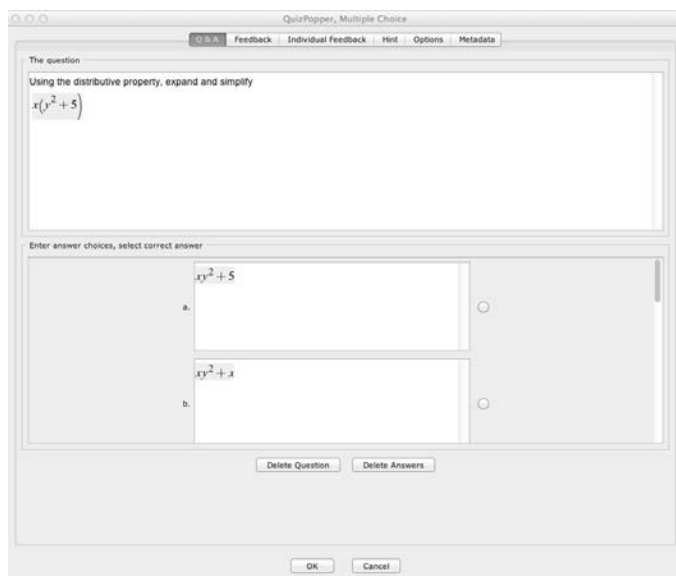 QuizPopper, Multiple Choice
Q & A Feedback Individual Feedback Hint Options Metadata
The question
Using the distributive property, expand and simplify
x(y² + 5)
Enter answer choices, select correct answer
xy² + 5
a.
xy² + x
b.
Delete Question Delete Answers
OK Cancel